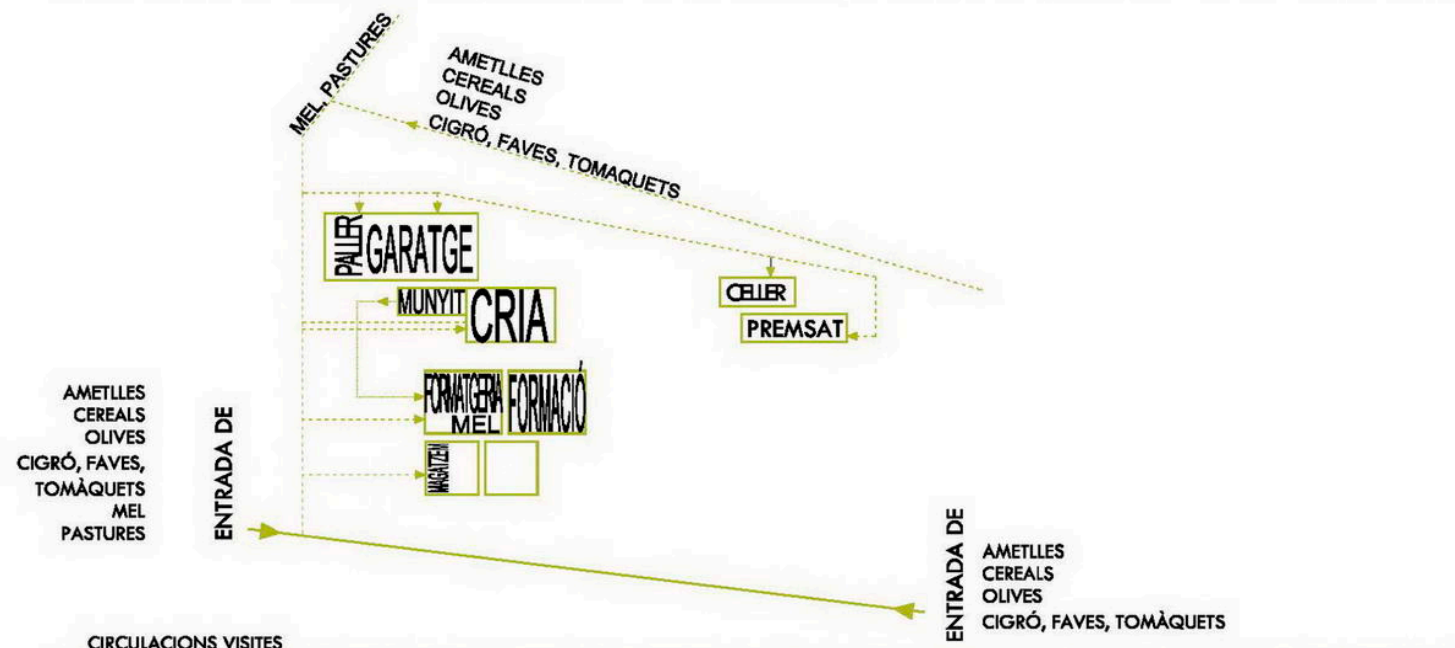 MEL, PASTURES
AMETLLES
CEREALS
OLIVES
CIGRÓ, FAVES, TOMAQUETS
PALLER
GARATGE
MUNYIT
CRIA
CELLER
PREMSAT
FORMATGERIA
MEL
FORMACIÓ
MAGATZEM
AMETLLES
CEREALS
OLIVES
CIGRÓ, FAVES,
TOMÀQUETS
MEL
PASTURES
ENTRADA DE
ENTRADA DE
AMETLLES
CEREALS
OLIVES
CIGRÓ, FAVES, TOMÀQUETS
CIRCULACIONS VISITES